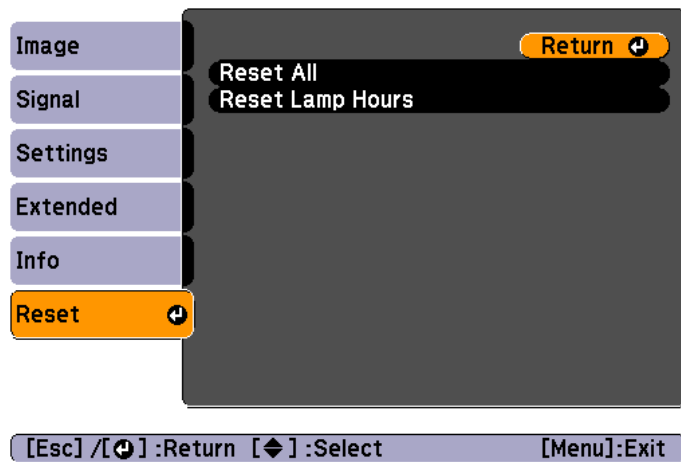 Image
Signal
Settings
Extended
Info
Reset
Return
Reset All
Reset Lamp Hours
[Esc] /[ ] :Return [ ] :Select [Menu]:Exit